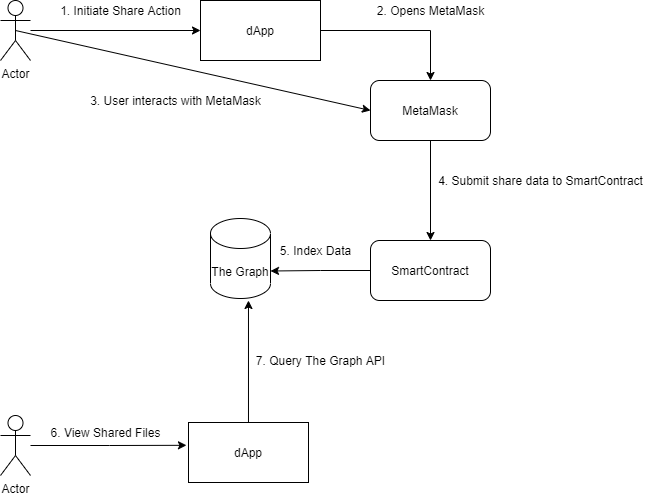 1. Initiate Share Action
2. Opens MetaMask
dApp
Actor
3. User interacts with MetaMask
MetaMask
4. Submit share data to SmartContract
5. Index Data
The Graph
SmartContract
7. Query The Graph API
6. View Shared Files
dApp
Actor